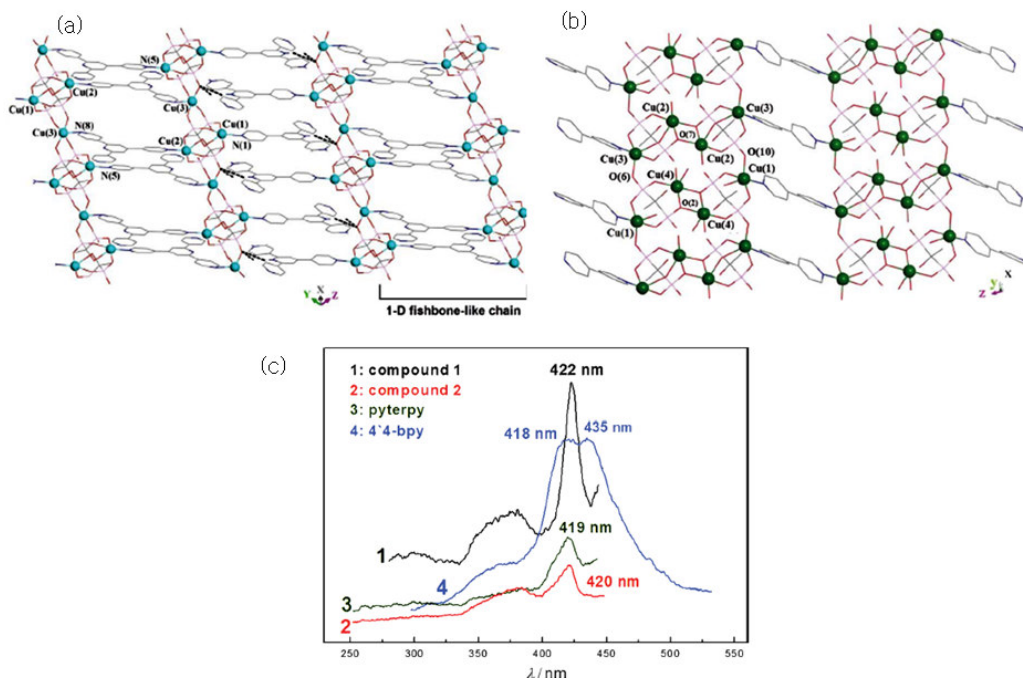 (a)
N(5)
Cu(2)
Cu(1)
Cu(3)
Cu(3)
N(8)
Cu(1)
Cu(2)
N(1)
N(5)
Y X Z
1-D fishbone-like chain
(b)
Cu(2)
Cu(3)
O(7)
Cu(3)
Cu(2)
O(10)
O(6)
Cu(4)
Cu(1)
O(2)
Cu(1)
Cu(4)
y X
Z
(c)
1: compound 1
2: compound 2
3: pyterpy
4: 4`4-bpy
422 nm
418 nm
435 nm
419 nm
420 nm
1
4
3
2
250 300 350 400 450 500 550
λ/nm